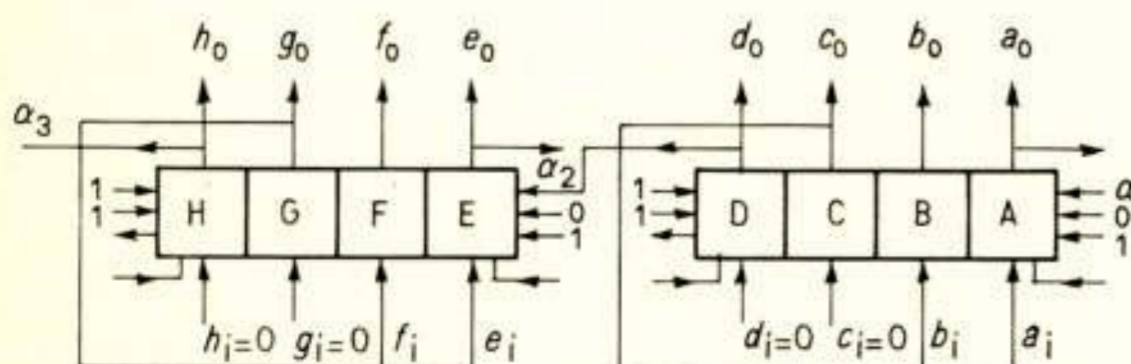 h₀ g₀ f₀ e₀ d₀ c₀ b₀ a₀
α₃ α₂
1 H G F E 0 1 D C B A α
1 1 1 0 1
hᵢ=0 gᵢ=0 fᵢ eᵢ dᵢ=0 cᵢ=0 bᵢ aᵢ